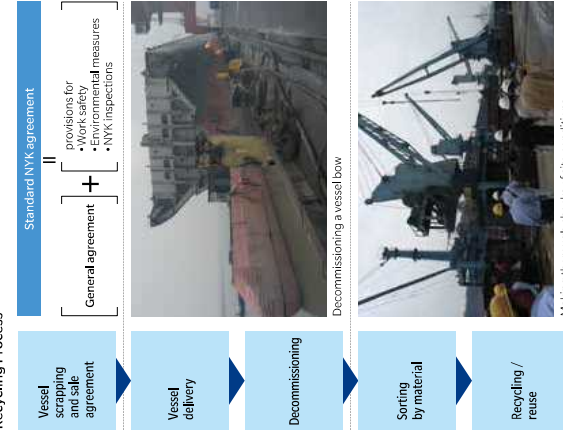 Recycling Process
Standard NYK agreement
=
General agreement
+
provisions for
• Work safety
• Environmental measures
• NYK inspections
Vessel
scrapping
and sale
agreement
Vessel
delivery
Decommissioning
Sorting
by material
Recycling /
reuse
Decommissioning a vessel bow